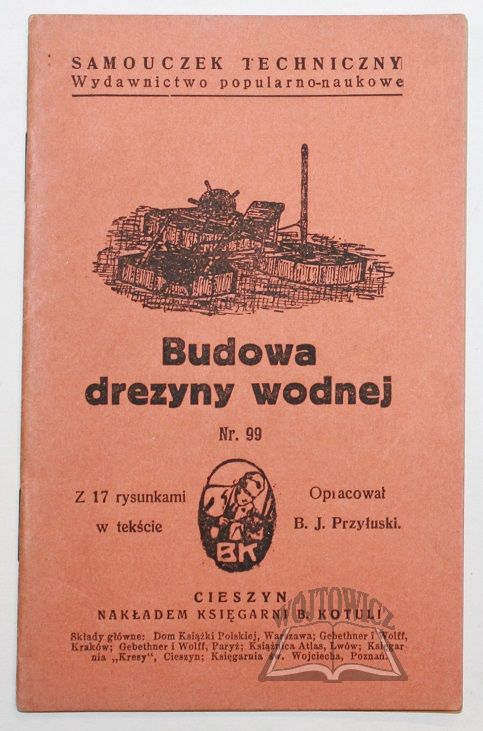 SAMOUCZEK TECHNICZNY
Wydawnictwo popularno-naukowe
Budowa
drezyny wodnej
Nr. 99
Z 17 rysunkami
w tekście
Opracował
B. J. Przyłuski.
BK
CIESZYN
NAKŁADEM KSIĘGARNI B. KOTULI
Składy główne: Dom Książki Polskiej, Warszawa; Gebethner i Wolff,
Kraków; Gebethner i Wolff, Paryż; Książnica Atlas, Lwów; Księgar-
nia „Kresy", Cieszyn; Księgarnia św. Wojciecha, Poznań.
WÓJTOWICZ